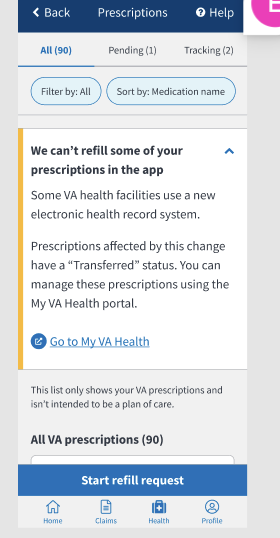 Back Prescriptions Help
All (90) Pending (1) Tracking (2)
Filter by: All Sort by: Medication name
We can’t refill some of your
prescriptions in the app
Some VA health facilities use a new
electronic health record system.
Prescriptions affected by this change
have a “Transferred” status. You can
manage these prescriptions using the
My VA Health portal.
Go to My VA Health
This list only shows your VA prescriptions and
isn’t intended to be a plan of care.
All VA prescriptions (90)
Start refill request
Home Claims Health Profile